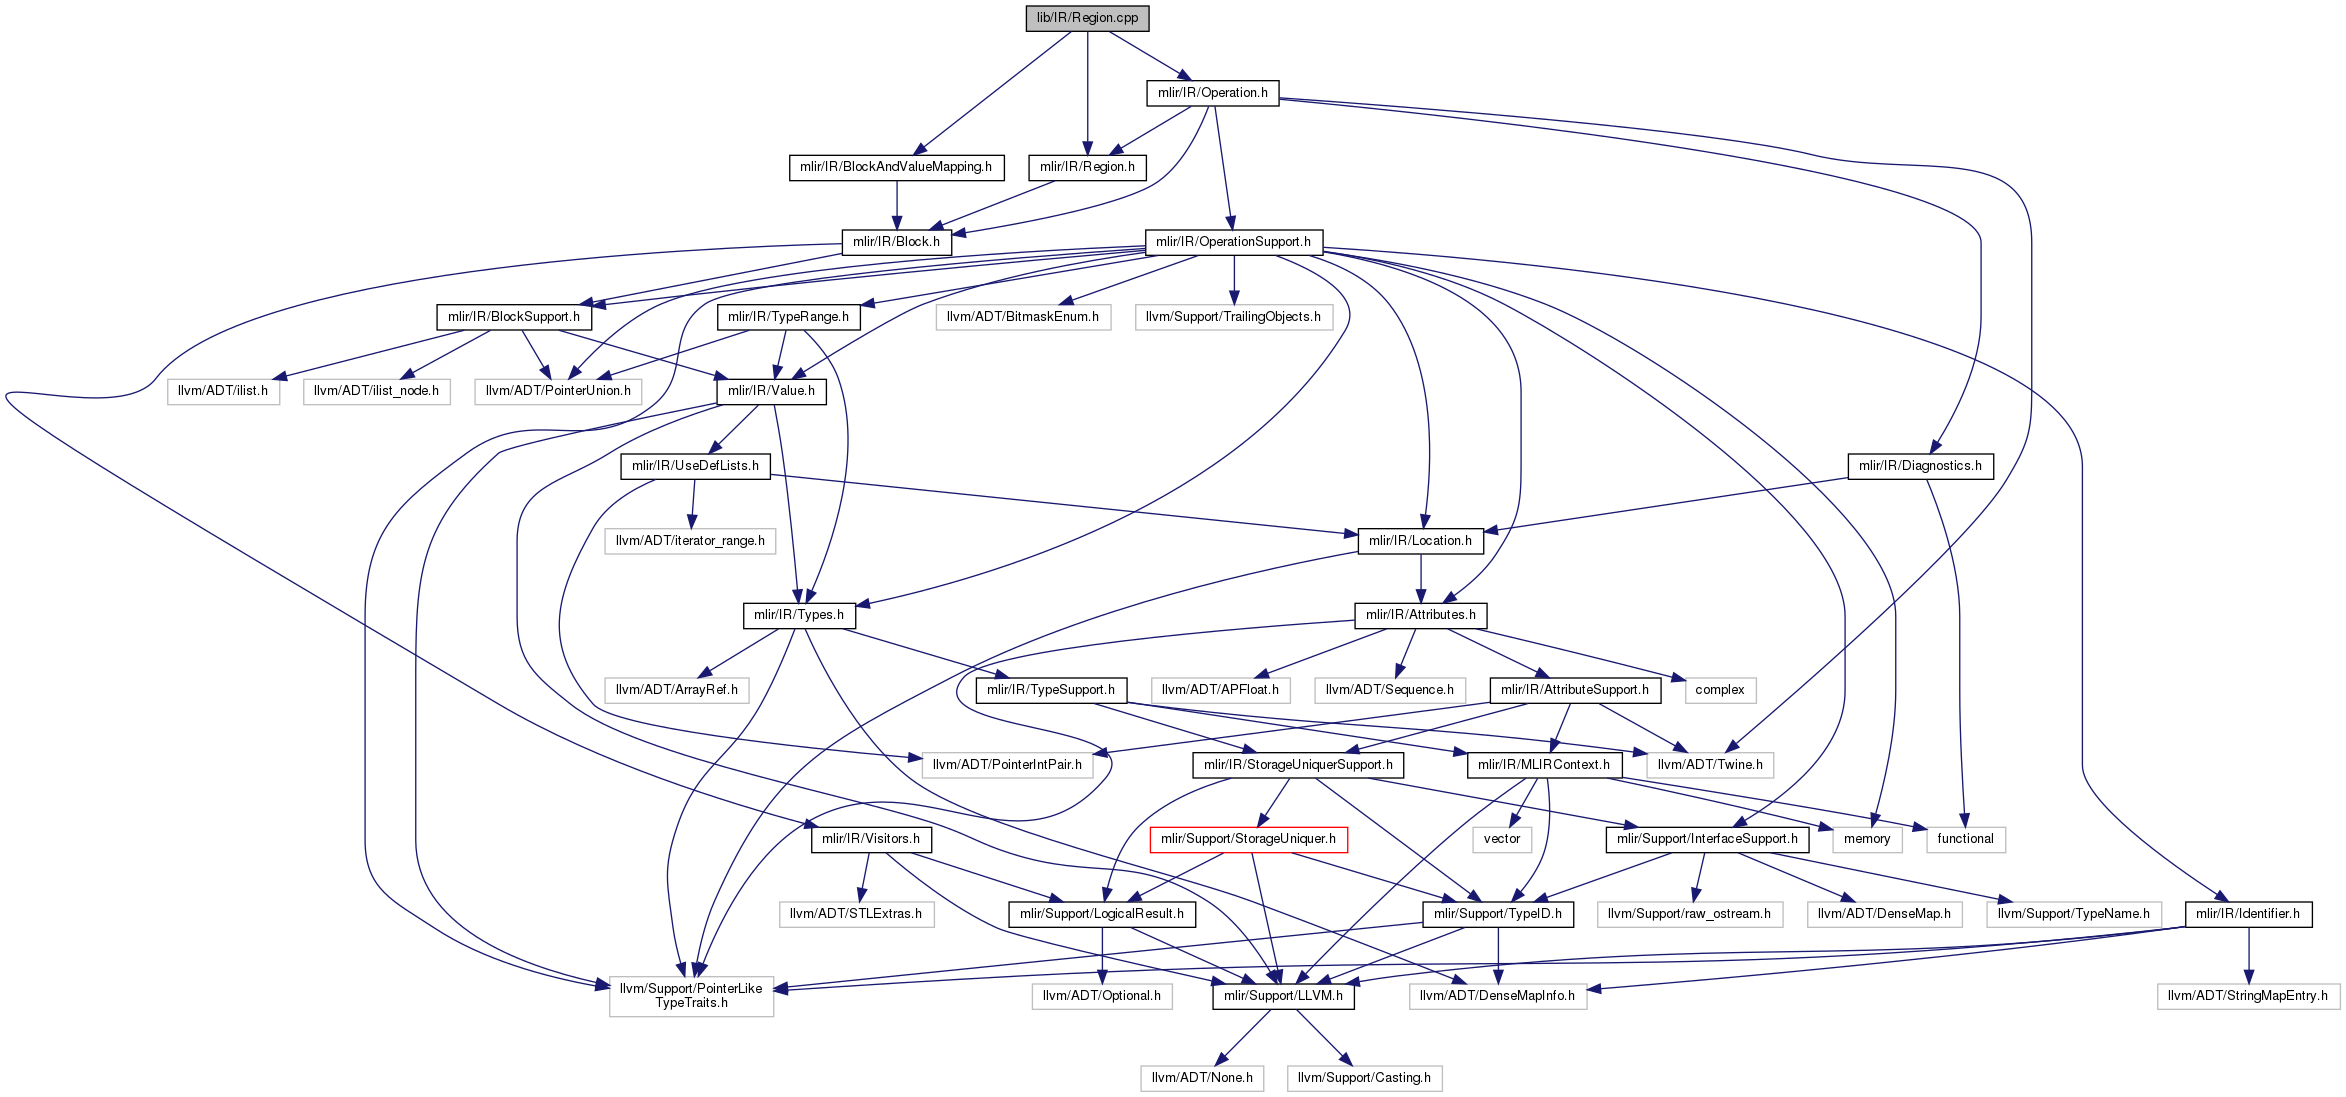 lib/IR/Region.cpp
mlir/IR/Operation.h
mlir/IR/BlockAndValueMapping.h
mlir/IR/Region.h
mlir/IR/Block.h
mlir/IR/OperationSupport.h
mlir/IR/BlockSupport.h
mlir/IR/TypeRange.h
llvm/ADT/BitmaskEnum.h
llvm/Support/TrailingObjects.h
llvm/ADT/ilist.h
llvm/ADT/ilist_node.h
llvm/ADT/PointerUnion.h
mlir/IR/Value.h
mlir/IR/UseDefLists.h
mlir/IR/Diagnostics.h
llvm/ADT/iterator_range.h
mlir/IR/Location.h
mlir/IR/Types.h
mlir/IR/Attributes.h
llvm/ADT/ArrayRef.h
mlir/IR/TypeSupport.h
llvm/ADT/APFloat.h
llvm/ADT/Sequence.h
mlir/IR/AttributeSupport.h
complex
llvm/ADT/PointerIntPair.h
mlir/IR/StorageUniquerSupport.h
mlir/IR/MLIRContext.h
llvm/ADT/Twine.h
mlir/IR/Visitors.h
mlir/Support/StorageUniquer.h
vector
mlir/Support/InterfaceSupport.h
memory
functional
llvm/ADT/STLExtras.h
mlir/Support/LogicalResult.h
mlir/Support/TypeID.h
llvm/Support/raw_ostream.h
llvm/ADT/DenseMap.h
llvm/Support/TypeName.h
mlir/IR/Identifier.h
llvm/Support/PointerLike
TypeTraits.h
llvm/ADT/Optional.h
mlir/Support/LLVM.h
llvm/ADT/DenseMapInfo.h
llvm/ADT/StringMapEntry.h
llvm/ADT/None.h
llvm/Support/Casting.h